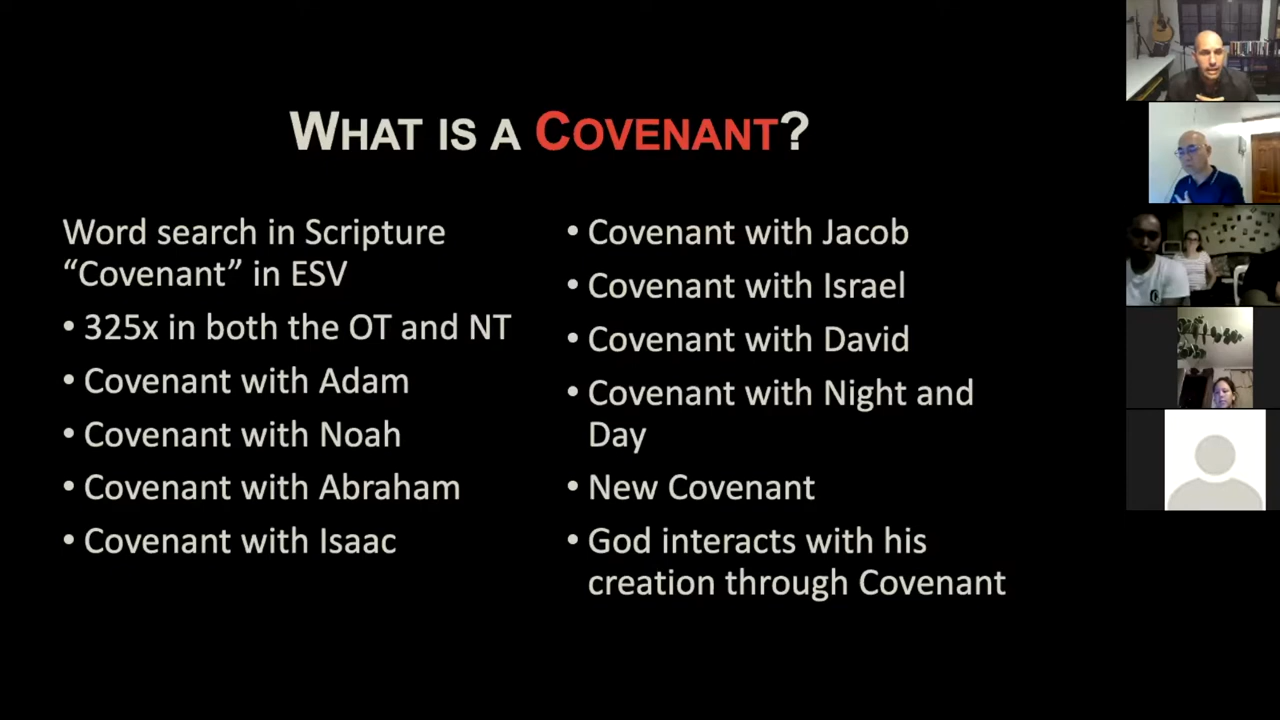 WHAT IS A COVENANT?
Word search in Scripture
“Covenant” in ESV
• 325x in both the OT and NT
• Covenant with Adam
• Covenant with Noah
• Covenant with Abraham
• Covenant with Isaac
• Covenant with Jacob
• Covenant with Israel
• Covenant with David
• Covenant with Night and
Day
• New Covenant
• God interacts with his
creation through Covenant